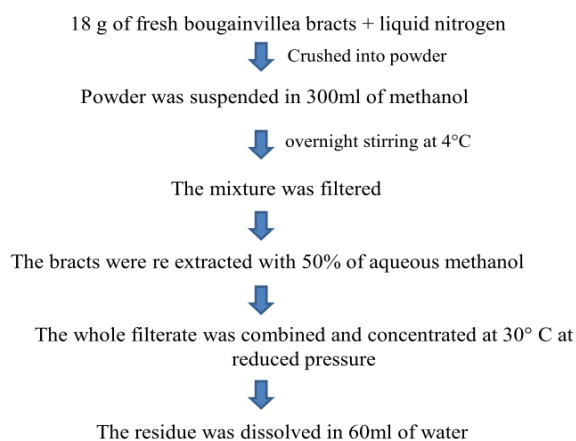 18 g of fresh bougainvillea bracts + liquid nitrogen
Crushed into powder
Powder was suspended in 300ml of methanol
overnight stirring at 4°C
The mixture was filtered
The bracts were re extracted with 50% of aqueous methanol
The whole filterate was combined and concentrated at 30° C at
reduced pressure
The residue was dissolved in 60ml of water